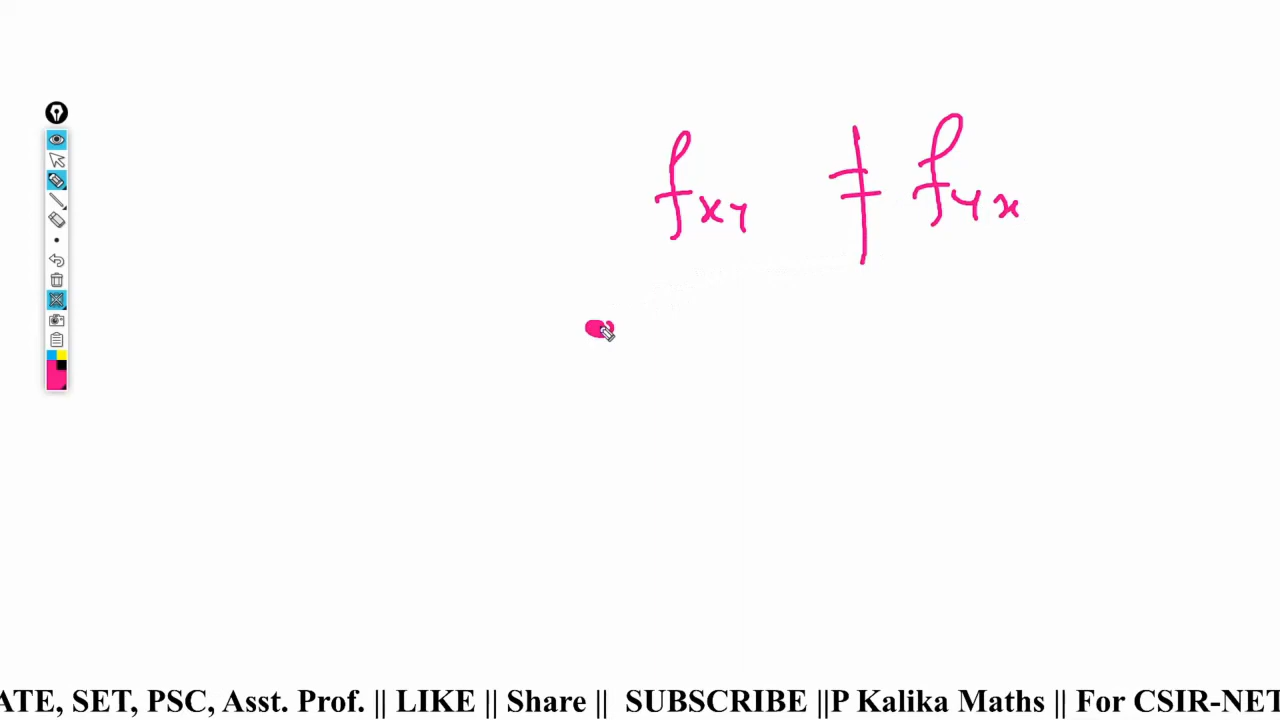 fxy ≠ fyx
ATE, SET, PSC, Asst. Prof. || LIKE || Share || SUBSCRIBE ||P Kalika Maths || For CSIR-NET